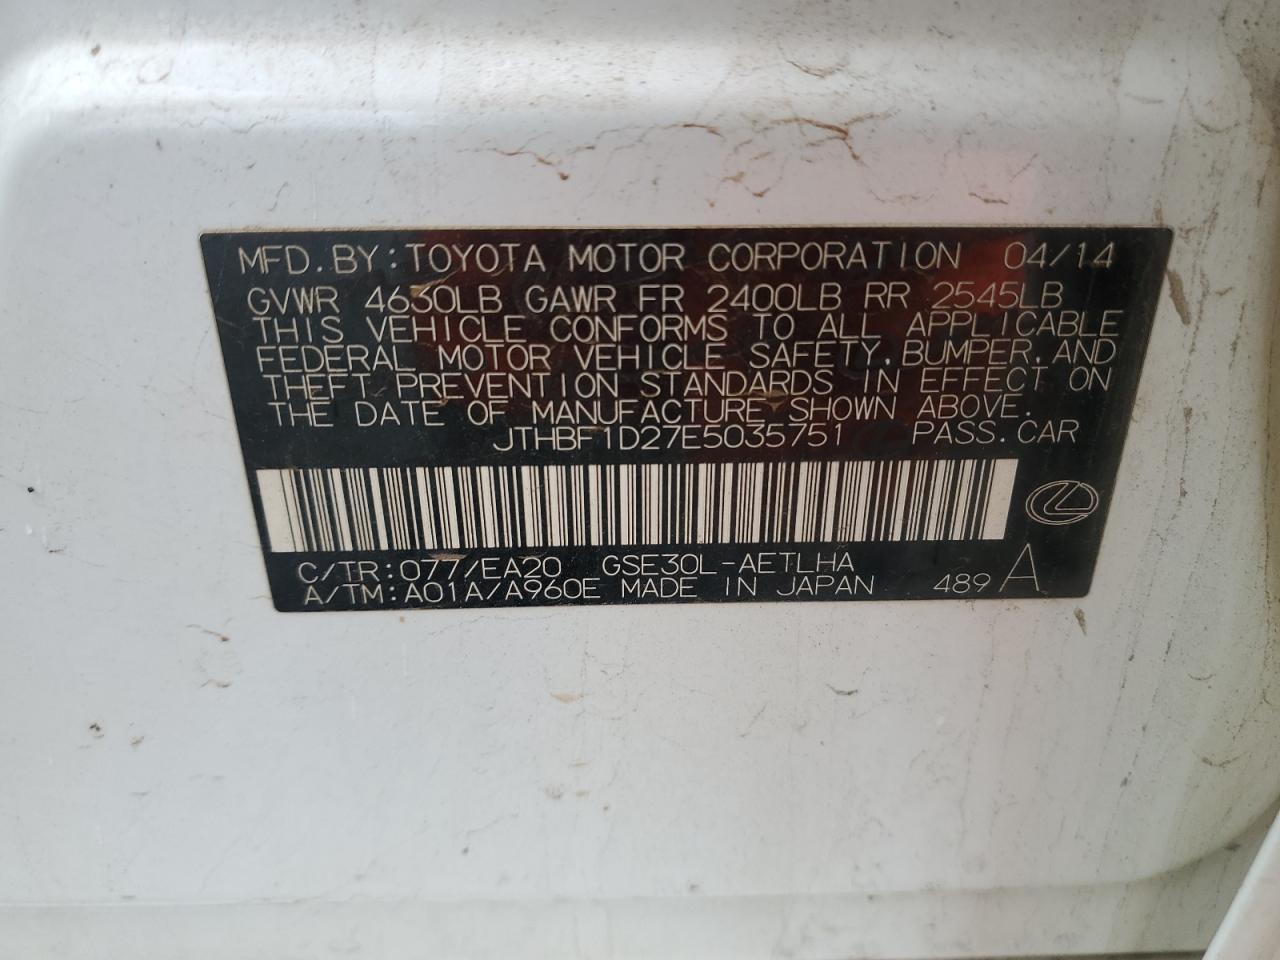 MFD. BY: TOYOTA MOTOR CORPORATION 04/14
GVWR 4630LB GAWR FR 2400LB RR 2545LB
THIS VEHICLE CONFORMS TO ALL APPLICABLE
FEDERAL MOTOR VEHICLE SAFETY, BUMPER, AND
THEFT PREVENTION STANDARDS IN EFFECT ON
THE DATE OF MANUFACTURE SHOWN ABOVE.
JTHBF1D27E5035751 PASS. CAR
C/TR: 077/EA20 GSE30L-AETLHA
A/TM: A01A/A960E MADE IN JAPAN 489 A